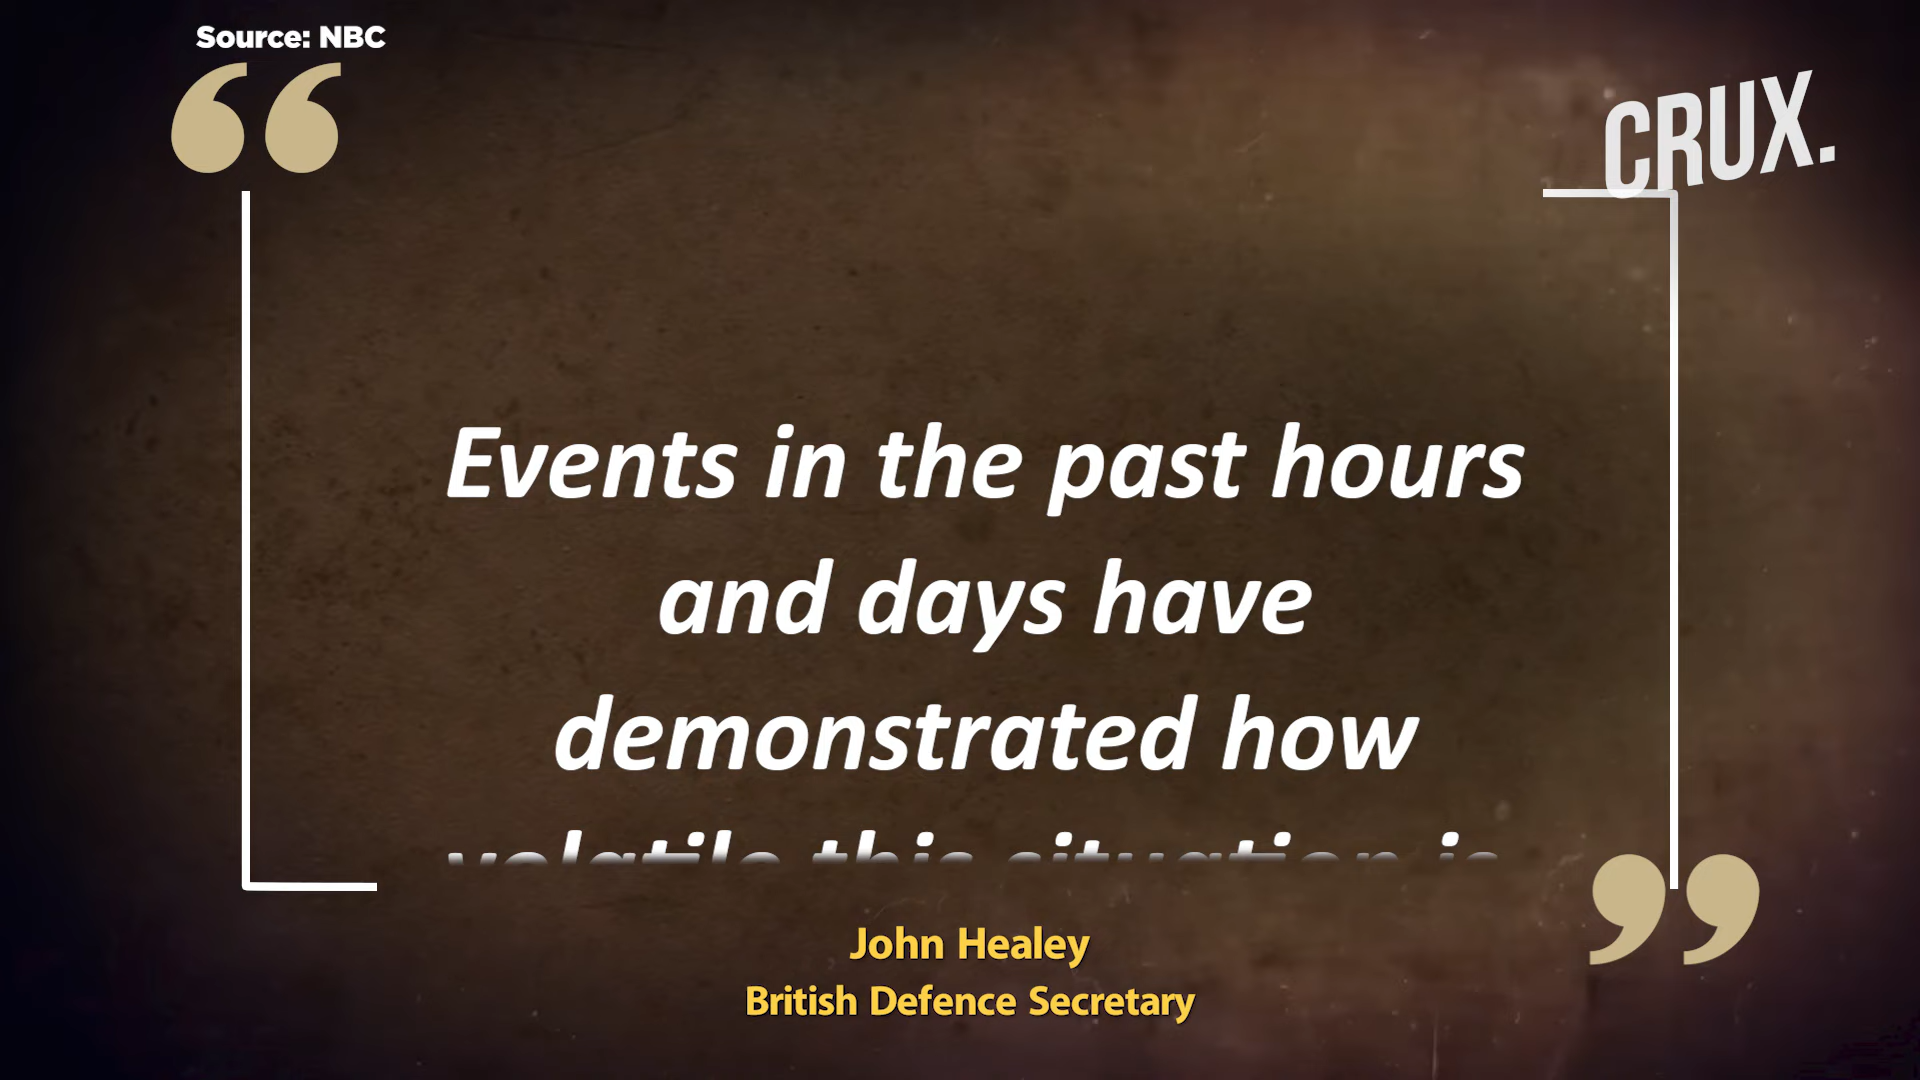 Source: NBC
CRUX.
Events in the past hours
and days have
demonstrated how
volatile this situation is
John Healey
British Defence Secretary